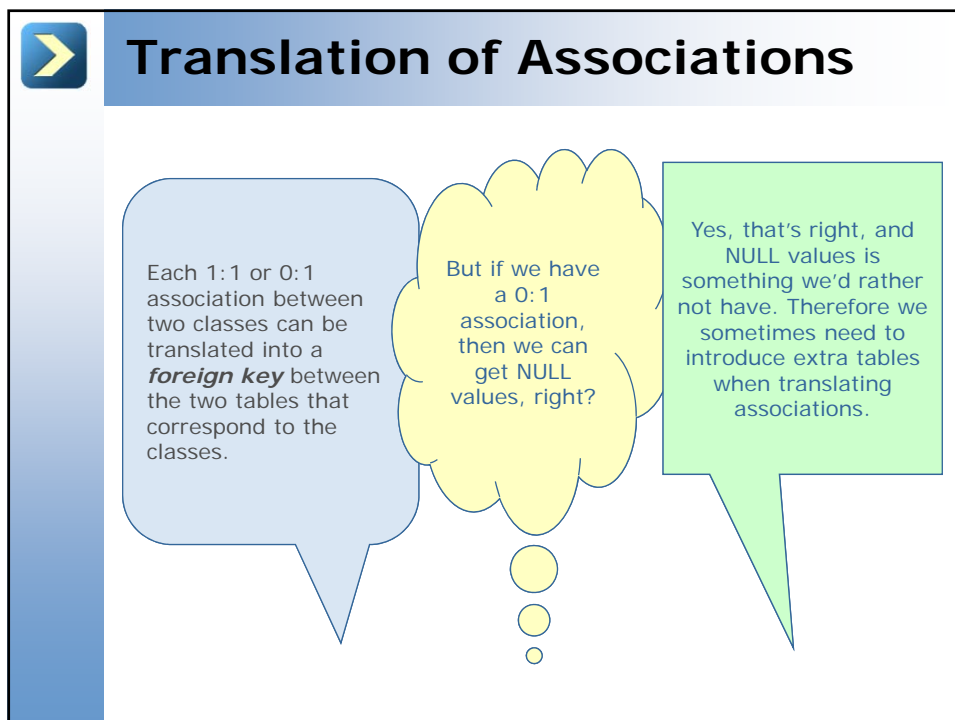 Translation of Associations
Each 1:1 or 0:1
association between
two classes can be
translated into a
foreign key between
the two tables that
correspond to the
classes.
But if we have
a 0:1
association,
then we can
get NULL
values, right?
Yes, that's right, and
NULL values is
something we'd rather
not have. Therefore we
sometimes need to
introduce extra tables
when translating
associations.